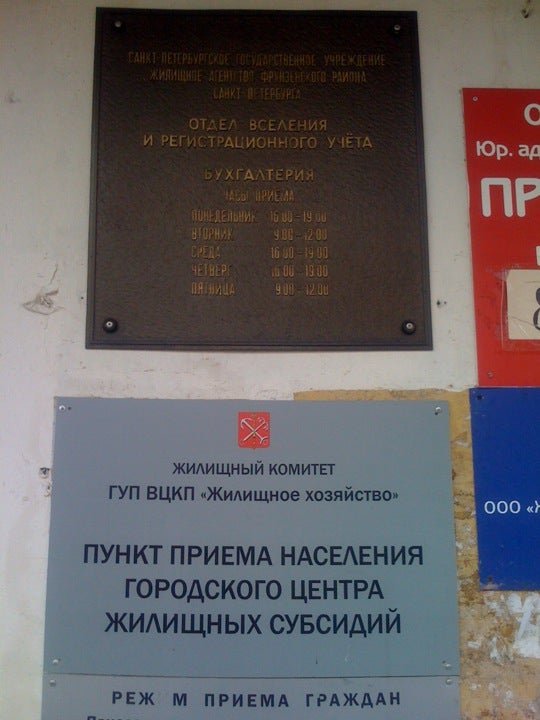 САНКТ-ПЕТЕРБУРГСКОЕ ГОСУДАРСТВЕННОЕ УЧРЕЖДЕНИЕ
ЖИЛИЩНОЕ АГЕНТСТВО ФРУНЗЕНСКОГО РАЙОНА
САНКТ-ПЕТЕРБУРГА
ОТДЕЛ ВСЕЛЕНИЯ
И РЕГИСТРАЦИОННОГО УЧЁТА
БУХГАЛТЕРИЯ
ЧАСЫ ПРИЕМА
ПОНЕДЕЛЬНИК 16.00-19.00
ВТОРНИК 9.00-12.00
СРЕДА 16.00-19.00
ЧЕТВЕРГ 16.00-19.00
ПЯТНИЦА 9.00-12.00
Юр. ад
ПР
ООО «Ж
ЖИЛИЩНЫЙ КОМИТЕТ
ГУП ВЦКП «Жилищное хозяйство»
ПУНКТ ПРИЕМА НАСЕЛЕНИЯ
ГОРОДСКОГО ЦЕНТРА
ЖИЛИЩНЫХ СУБСИДИЙ
РЕЖ М ПРИЕМА ГРАЖДАН